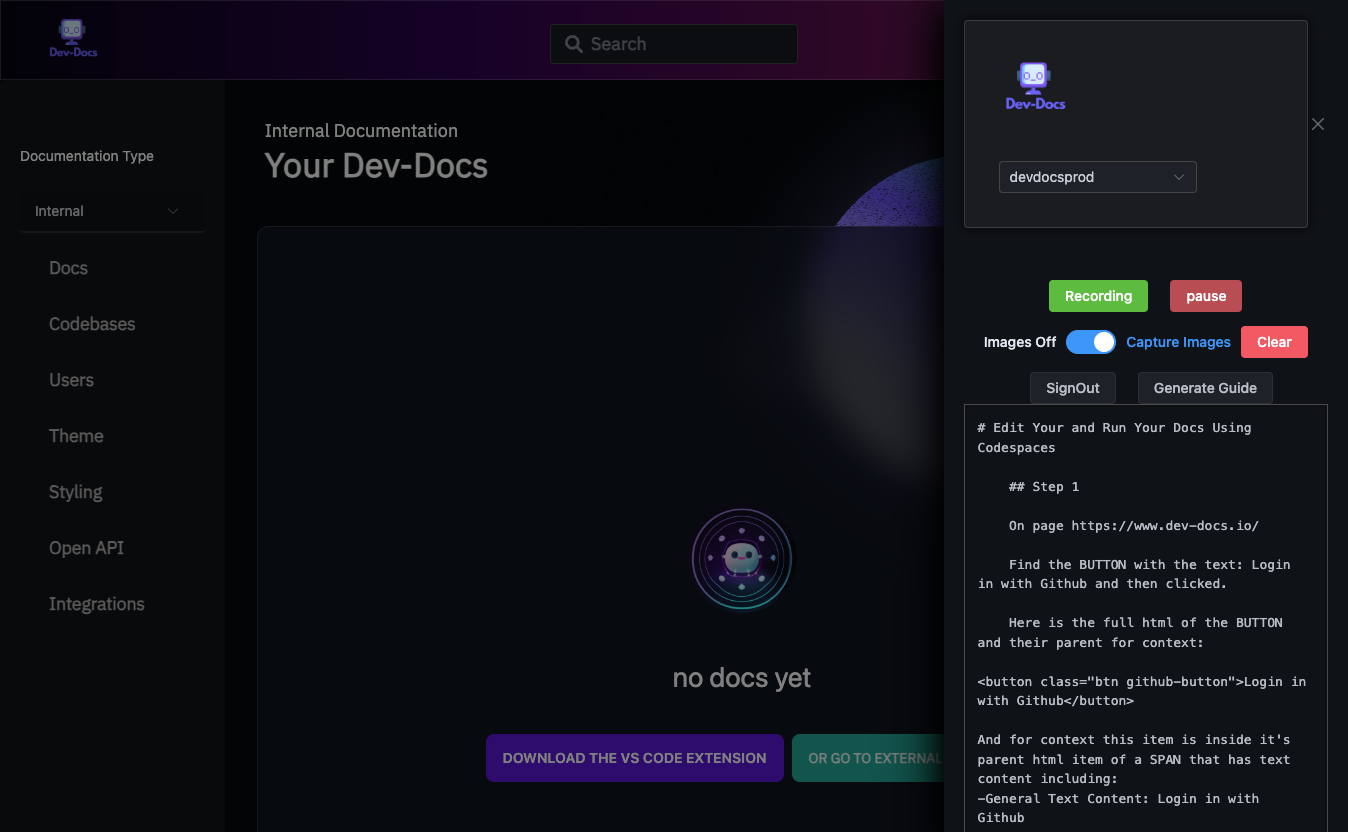 Dev-Docs
Search
Documentation Type
Internal
Docs
Codebases
Users
Theme
Styling
Open API
Integrations
Internal Documentation
Your Dev-Docs
no docs yet
DOWNLOAD THE VS CODE EXTENSION
OR GO TO EXTERNAL
Dev-Docs
devdocsprod
Recording
pause
Images Off
Capture Images
Clear
SignOut
Generate Guide
# Edit Your and Run Your Docs Using
Codespaces
## Step 1
On page https://www.dev-docs.io/
Find the BUTTON with the text: Login
in with Github and then clicked.
Here is the full html of the BUTTON
and their parent for context:
<button class="btn github-button">Login in
with Github</button>
And for context this item is inside it's
parent html item of a SPAN that has text
content including:
-General Text Content: Login in with
Github